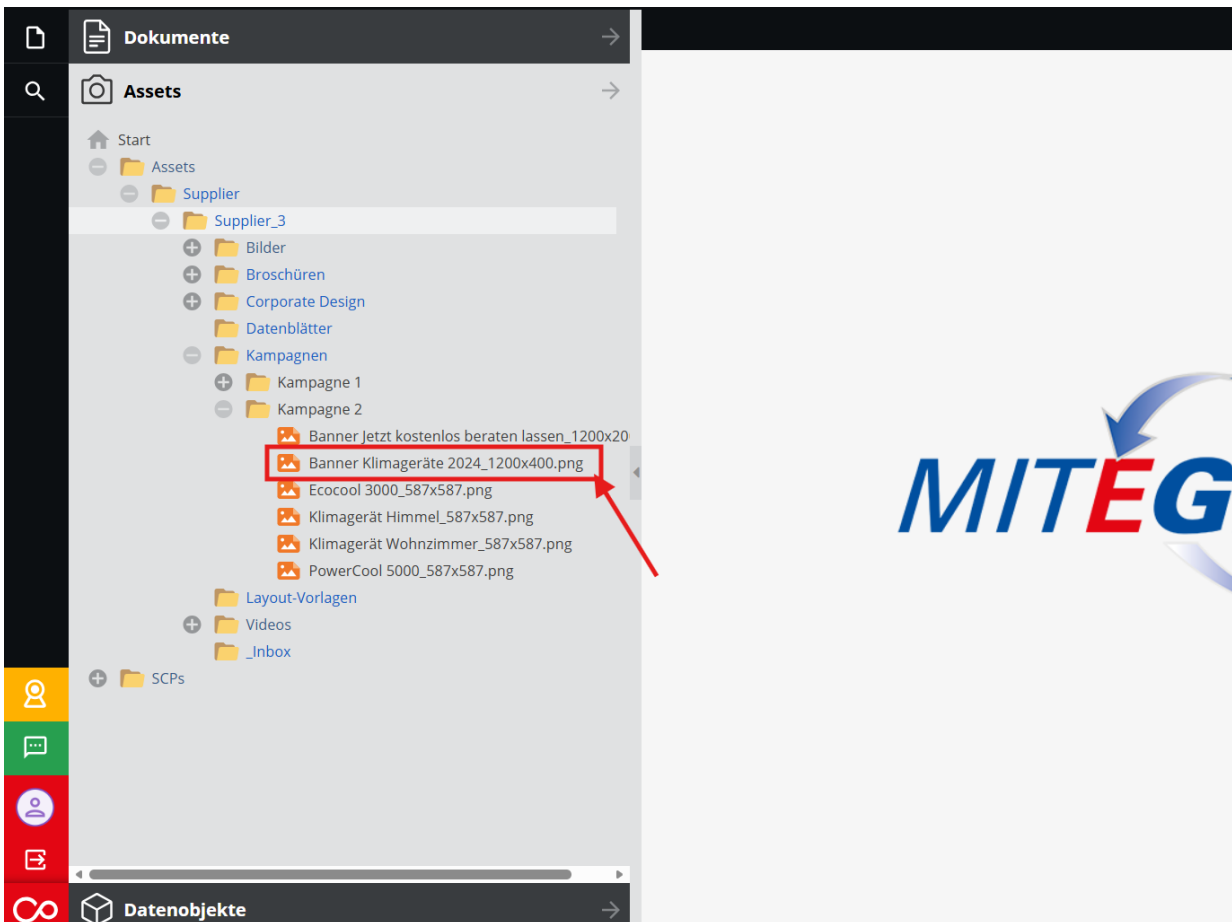 Dokumente
Assets
Start
Assets
Supplier
Supplier_3
Bilder
Broschüren
Corporate Design
Datenblätter
Kampagnen
Kampagne 1
Kampagne 2
Banner Jetzt kostenlos beraten lassen_1200x20
Banner Klimageräte 2024_1200x400.png
Ecocool 3000_587x587.png
Klimagerät Himmel_587x587.png
Klimagerät Wohnzimmer_587x587.png
PowerCool 5000_587x587.png
Layout-Vorlagen
Videos
_Inbox
SCPs
Datenobjekte
MITEG